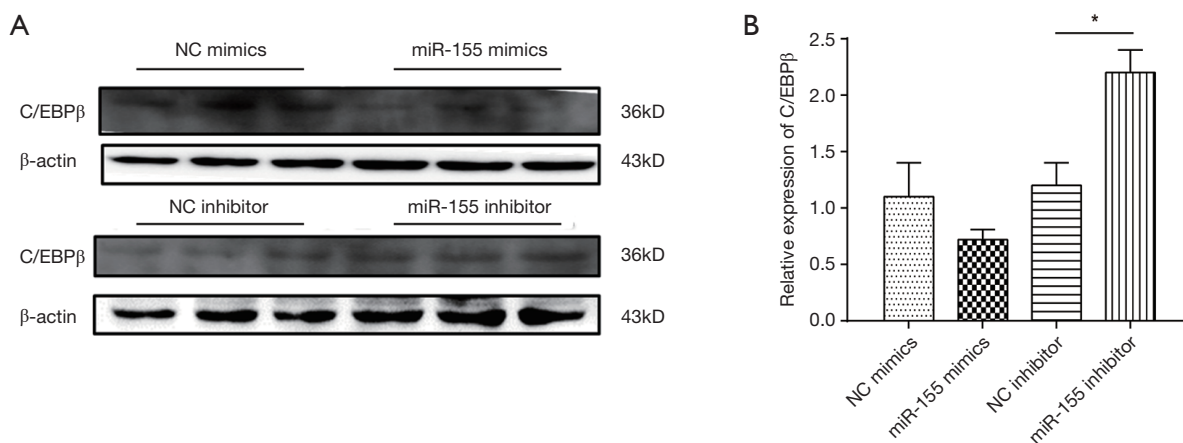 A
NC mimics miR-155 mimics
C/EBPβ 36kD
β-actin 43kD
NC inhibitor miR-155 inhibitor
C/EBPβ 36kD
β-actin 43kD
B
*
Relative expression of C/EBPβ
2.5
2.0
1.5
1.0
0.5
0.0
NC mimics
miR-155 mimics
NC inhibitor
miR-155 inhibitor